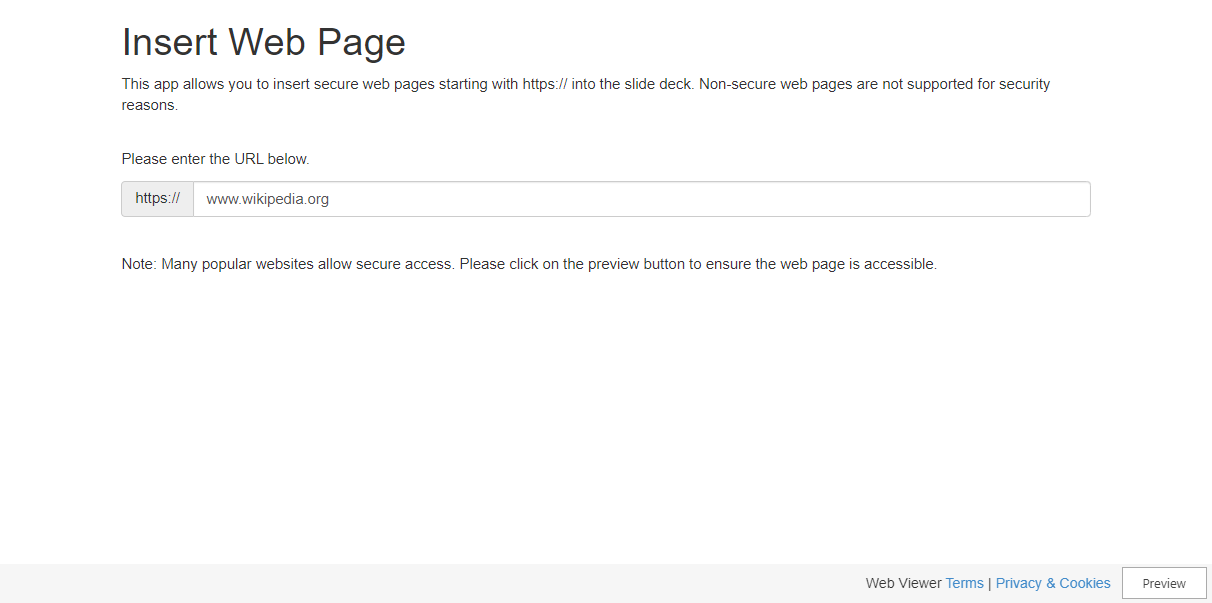 Insert Web Page
This app allows you to insert secure web pages starting with https:// into the slide deck. Non-secure web pages are not supported for security
reasons.
Please enter the URL below.
https:// www.wikipedia.org
Note: Many popular websites allow secure access. Please click on the preview button to ensure the web page is accessible.
Web Viewer Terms | Privacy & Cookies Preview